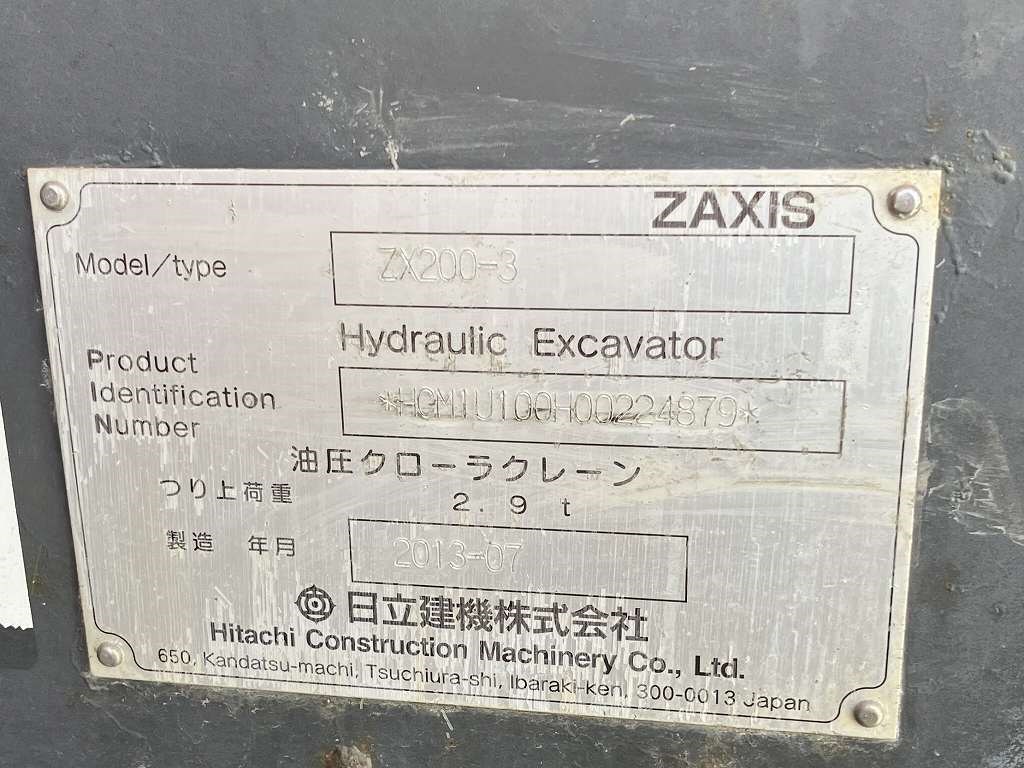 ZAXIS
Model/type ZX200-3
Hydraulic Excavator
Product
Identification
Number
*HCM1U100H00224879*
油圧クローラクレーン
つり上荷重 2.9 t
製造 年月 2013-07
日立建機株式会社
Hitachi Construction Machinery Co., Ltd.
650, Kandatsu-machi, Tsuchiura-shi, Ibaraki-ken, 300-0013 Japan